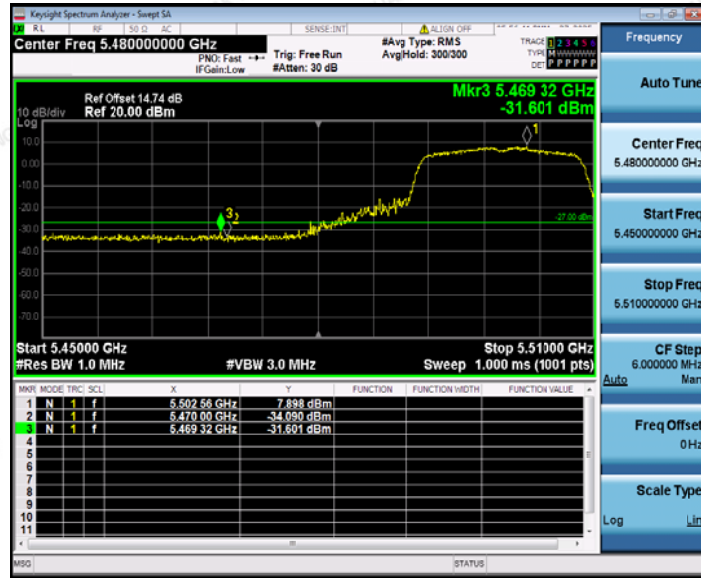 Keysight Spectrum Analyzer - Swept SA
RL RF 50 Ω AC SENSE:INT ALIGN OFF
Center Freq 5.480000000 GHz
PNO: Fast
IFGain:Low
Trig: Free Run
#Atten: 30 dB
#Avg Type: RMS
Avg|Hold: 300/300
TRACE 1 2 3 4 5 6
TYPE M
DET P P P P P P
Ref Offset 14.74 dB
10 dB/div Ref 20.00 dBm
Log
Mkr3 5.469 32 GHz
-31.601 dBm
10.0
0.00
-10.0
-20.0
-30.0
-40.0
-50.0
-60.0
-70.0
1
3
2
-27.00 dBm
Start 5.45000 GHz Stop 5.51000 GHz
#Res BW 1.0 MHz #VBW 3.0 MHz Sweep 1.000 ms (1001 pts)
MKR MODE TRC SCL X Y FUNCTION FUNCTION WIDTH FUNCTION VALUE
1 N 1 f 5.502 56 GHz 7.898 dBm
2 N 1 f 5.470 00 GHz -34.090 dBm
3 N 1 f 5.469 32 GHz -31.601 dBm
4
5
6
7
8
9
10
11
MSG STATUS
Frequency
Auto Tune
Center Freq
5.480000000 GHz
Start Freq
5.450000000 GHz
Stop Freq
5.510000000 GHz
CF Step
6.000000 MHz
Auto Man
Freq Offset
0 Hz
Scale Type
Log Lin